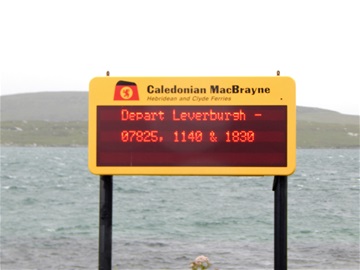 Caledonian MacBrayne
Hebridean and Clyde Ferries
Depart Leverburgh -
07825, 1140 & 1830